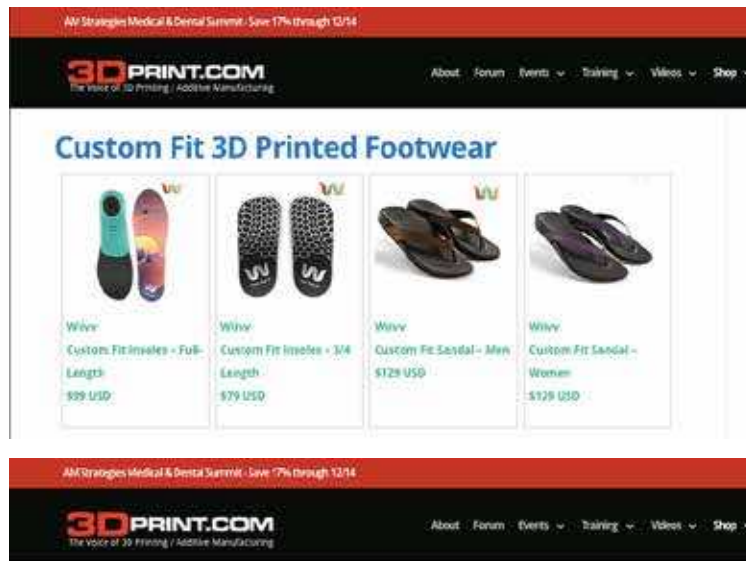 AM Strategies Medical & Dental Summit - Save 17% through 12/14
3DPRINT.COM
The Voice of 3D Printing / Additive Manufacturing
About Forum Events Training Videos Shop
Custom Fit 3D Printed Footwear
Wiivv
Custom Fit Insoles – Full-
Length
$99 USD
Wiivv
Custom Fit Insoles – 3/4
Length
$79 USD
Wiivv
Custom Fit Sandal – Men
$129 USD
Wiivv
Custom Fit Sandal –
Women
$129 USD
AM Strategies Medical & Dental Summit - Save 17% through 12/14
3DPRINT.COM
The Voice of 3D Printing / Additive Manufacturing
About Forum Events Training Videos Shop